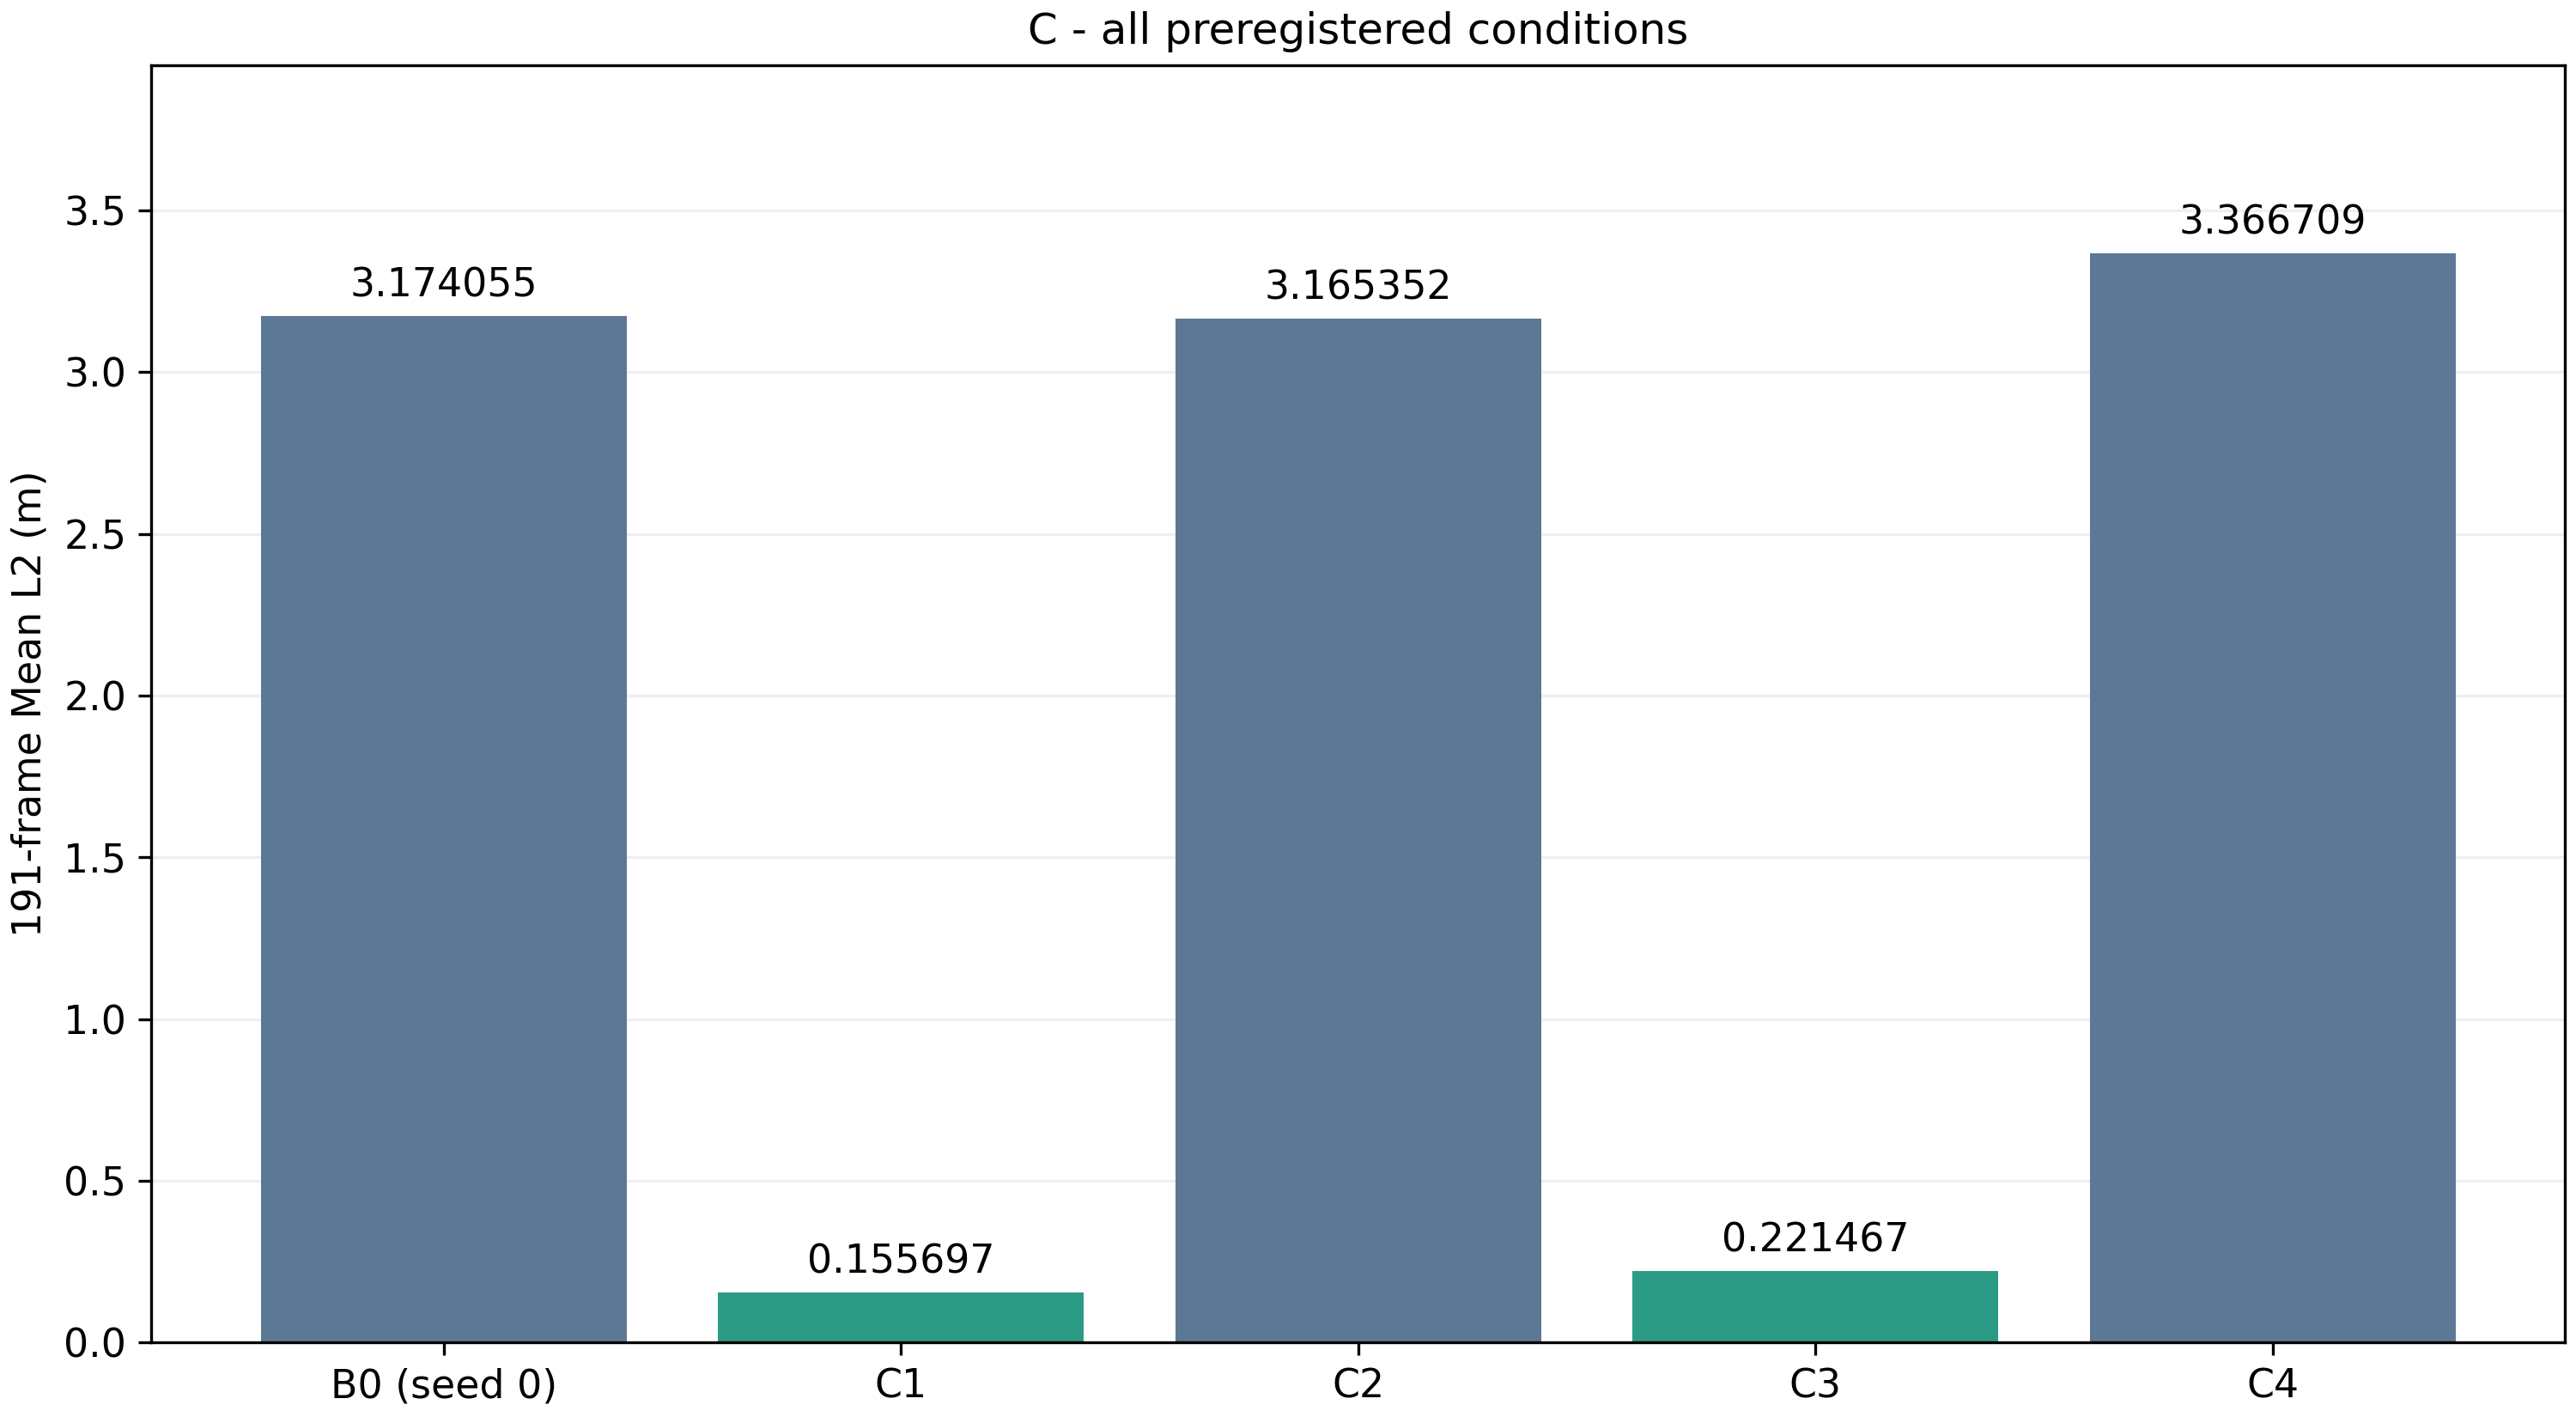 C - all preregistered conditions
191-frame Mean L2 (m)
3.5
3.0
2.5
2.0
1.5
1.0
0.5
0.0
3.174055
0.155697
3.165352
0.221467
3.366709
B0 (seed 0)
C1
C2
C3
C4